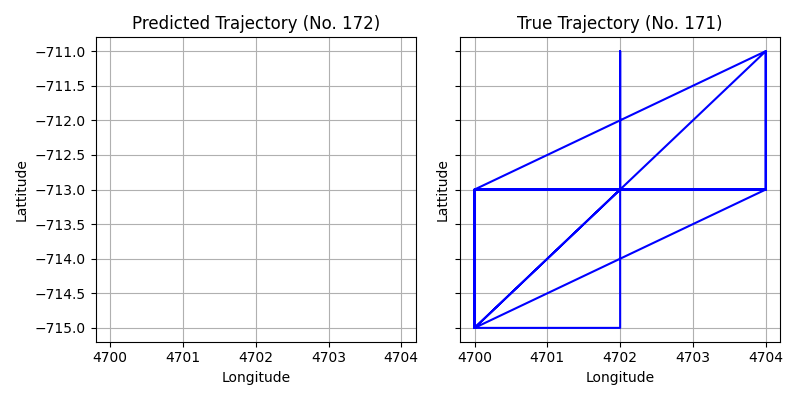 Predicted Trajectory (No. 172)
−711.0
−711.5
−712.0
−712.5
−713.0
−713.5
−714.0
−714.5
−715.0
Lattitude
4700 4701 4702 4703 4704
Longitude
True Trajectory (No. 171)
Lattitude
4700 4701 4702 4703 4704
Longitude